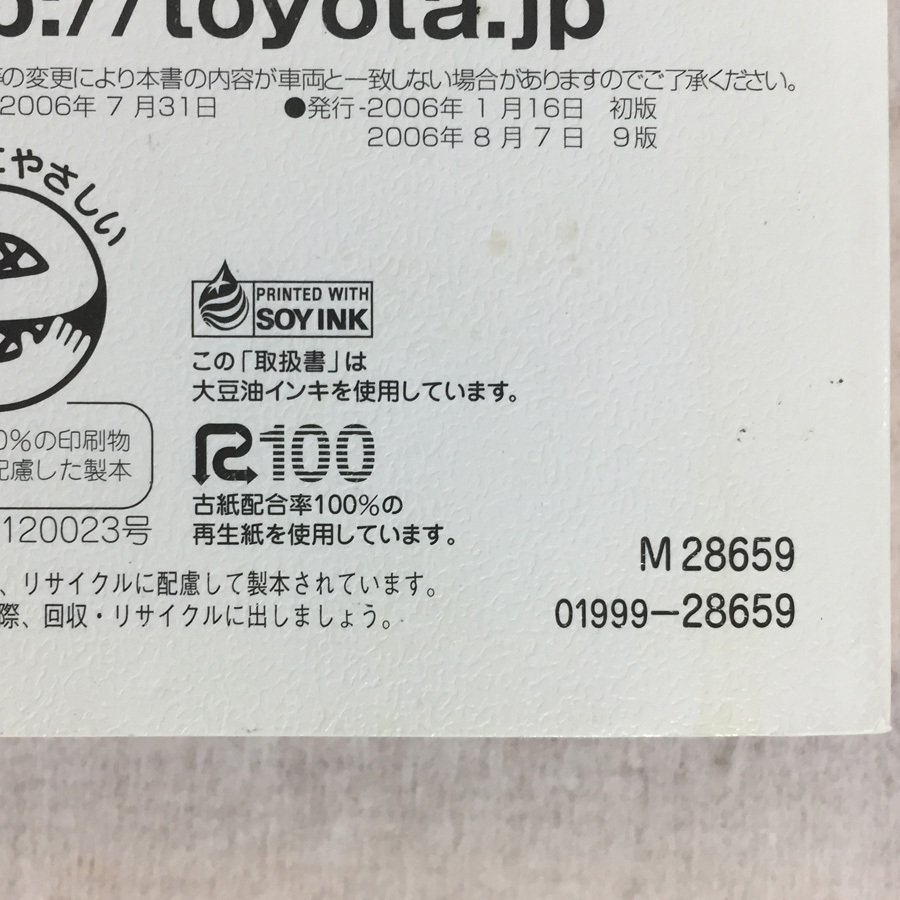 p://toyota.jp
等の変更により本書の内容が車両と一致しない場合がありますのでご了承ください。
2006年 7 月31日 ●発行-2006年 1 月16日 初版
2006年 8 月 7 日 9版
にやさしい
PRINTED WITH
SOY INK
この「取扱書」は
大豆油インキを使用しています。
0%の印刷物
配慮した製本
R100
古紙配合率100%の
再生紙を使用しています。
120023号
M 28659
、リサイクルに配慮して製本されています。
01999-28659
際、回収・リサイクルに出しましょう。